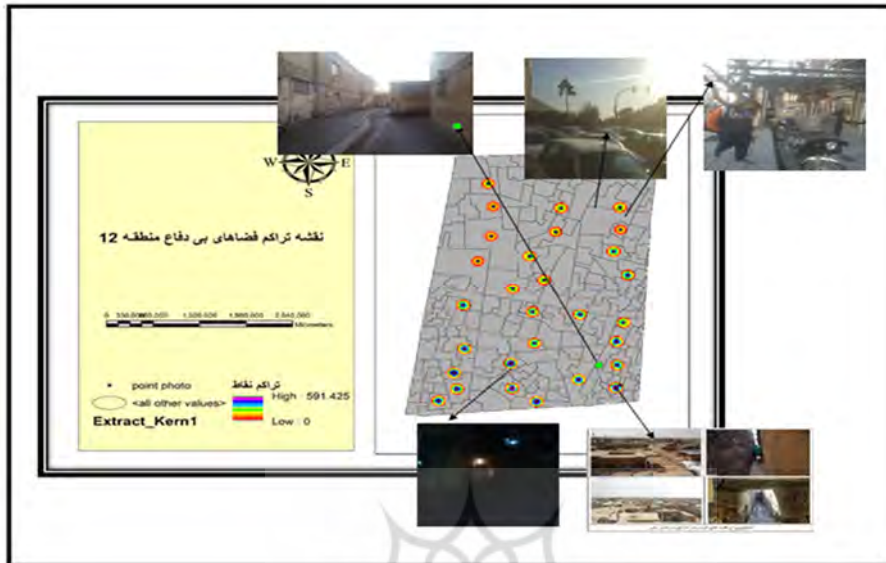 N
W E
S
نقشه تراکم فضاهای بی دفاع منطقه 12
Millimeters
point photo
<all other values>
Extract_Kern1
تراکم نقاط
High : 591.425
Low : 0